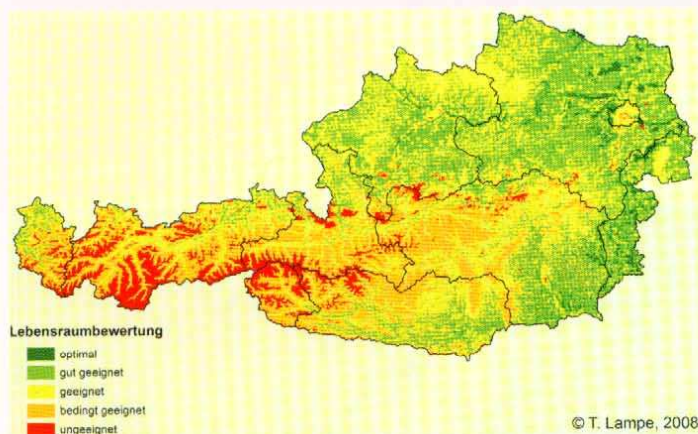 Lebensraumbewertung
optimal
gut geeignet
geeignet
bedingt geeignet
ungeeignet
© T. Lampe, 2008